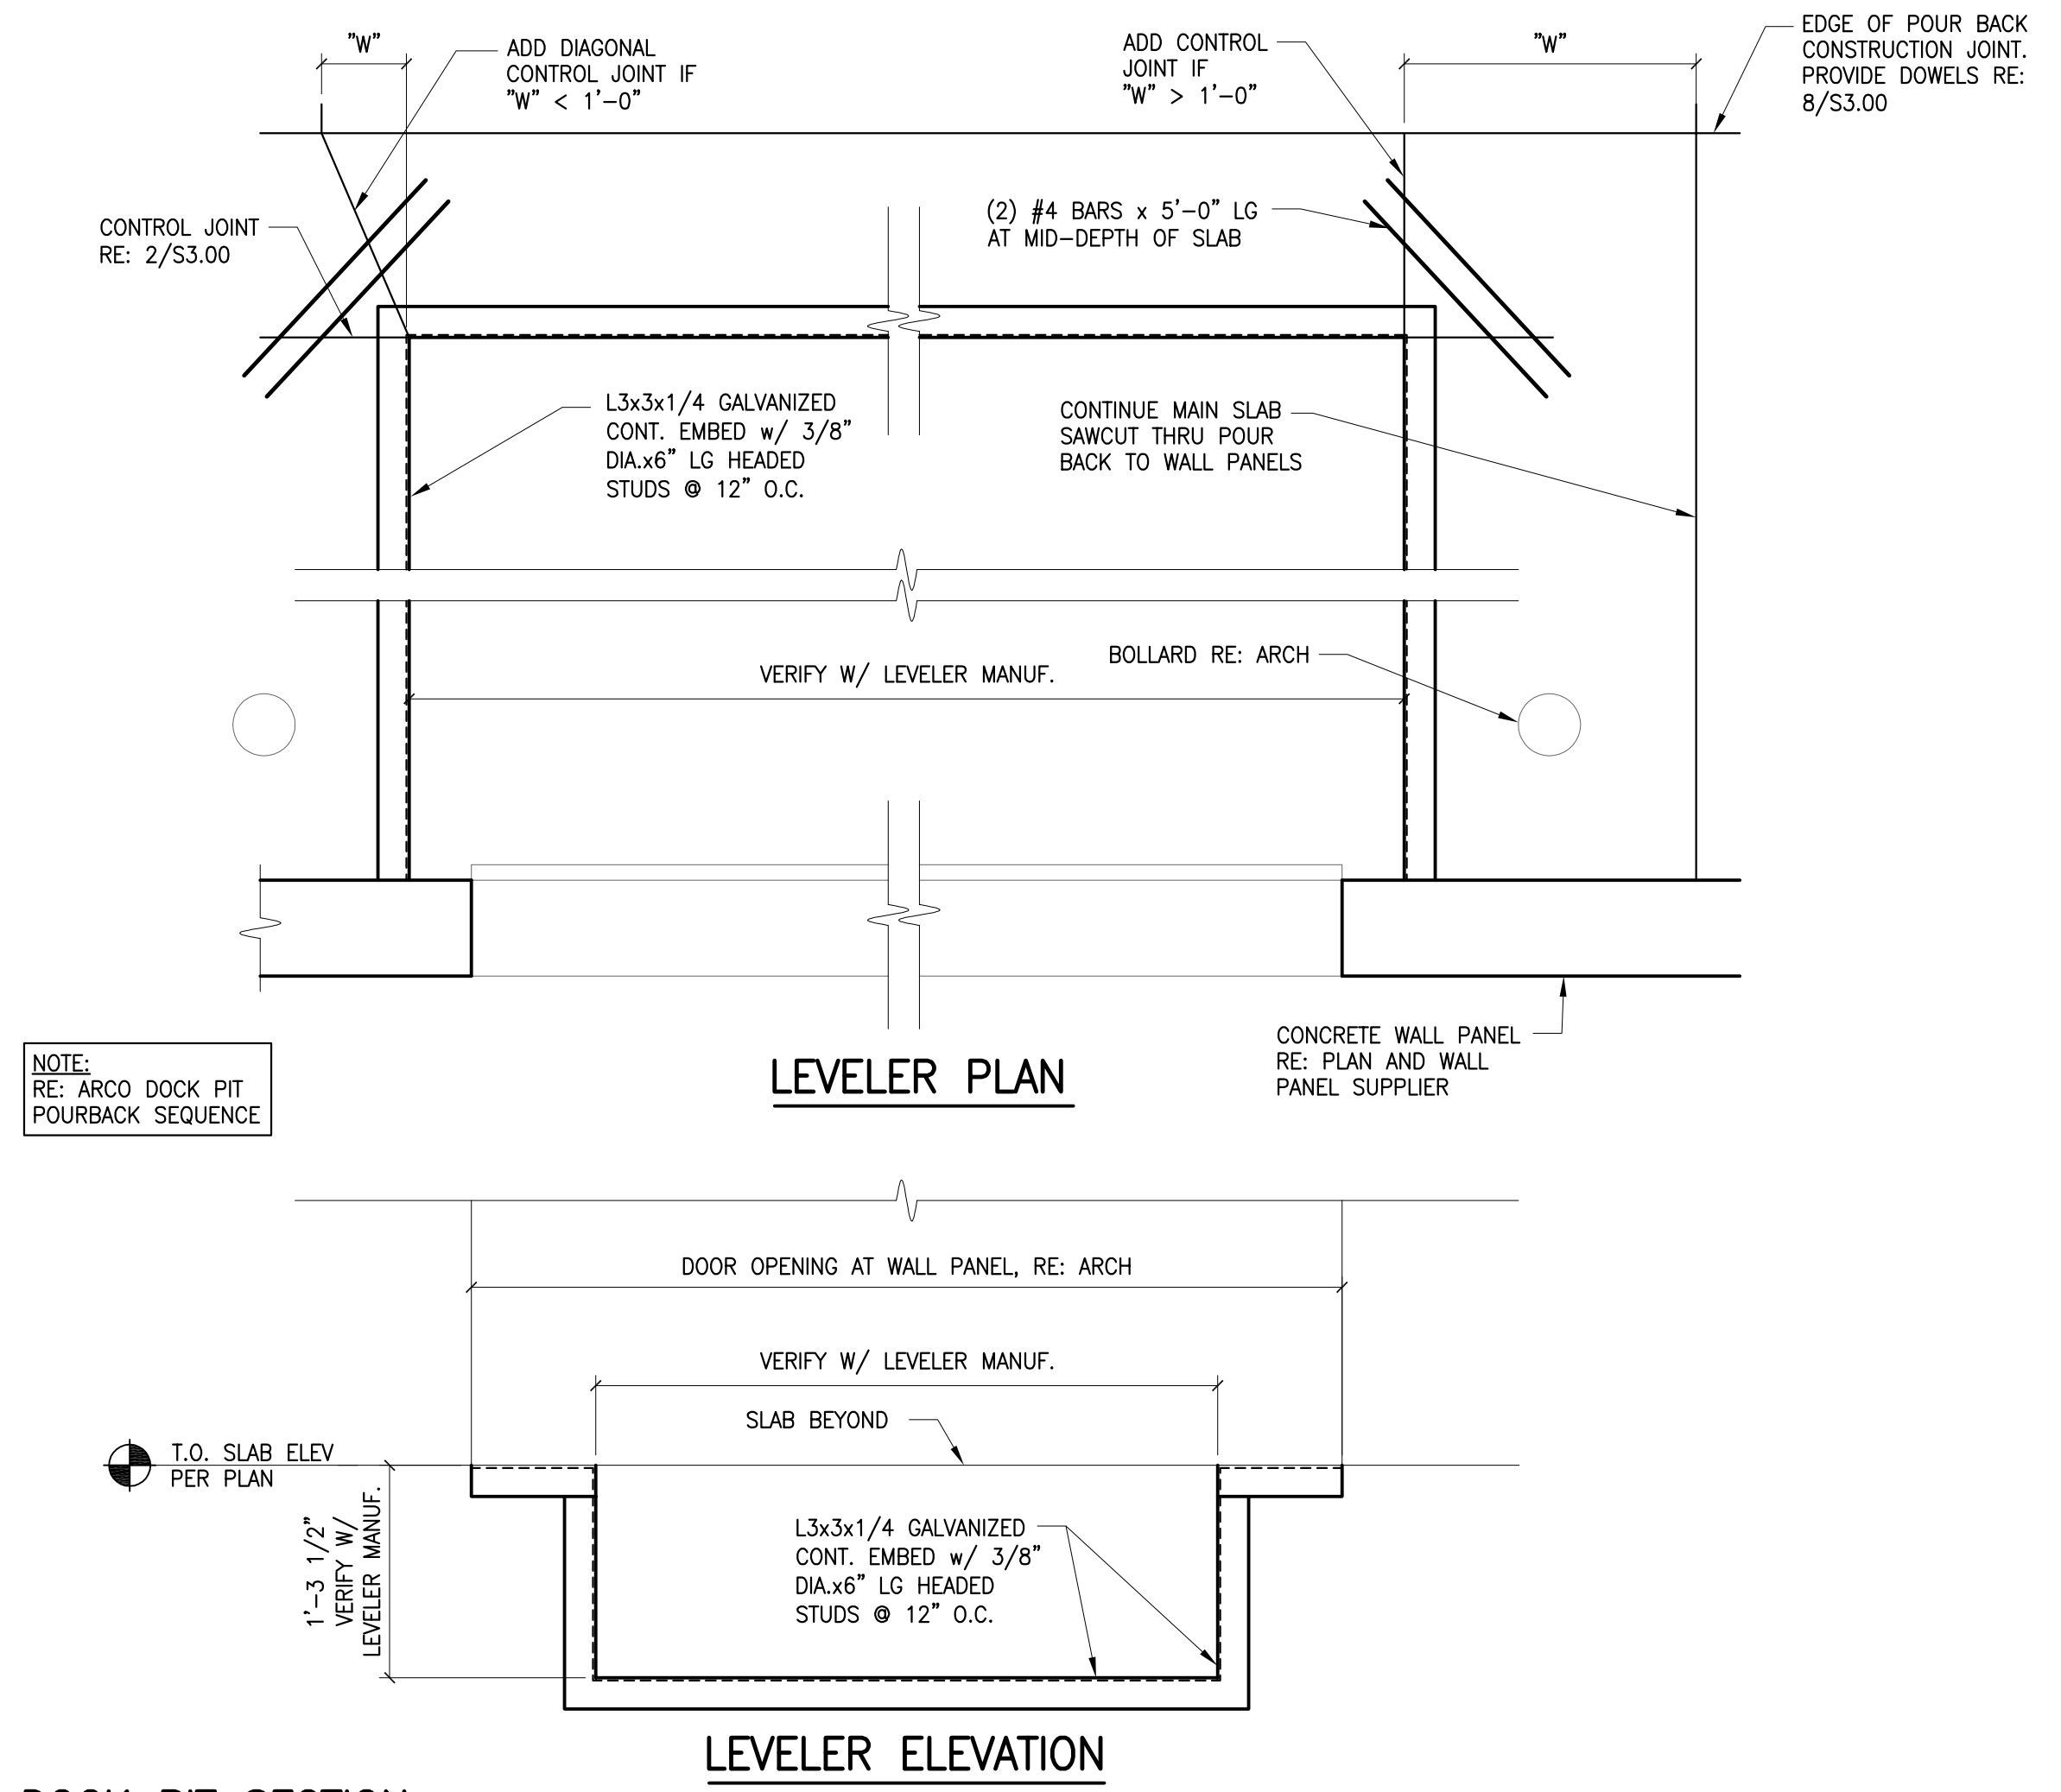 "W"
ADD DIAGONAL
CONTROL JOINT IF
"W" < 1'-0"
ADD CONTROL
JOINT IF
"W" > 1'-0"
"W"
EDGE OF POUR BACK
CONSTRUCTION JOINT.
PROVIDE DOWELS RE:
8/S3.00
CONTROL JOINT
RE: 2/S3.00
(2) #4 BARS x 5'-0" LG
AT MID-DEPTH OF SLAB
L3x3x1/4 GALVANIZED
CONT. EMBED w/ 3/8"
DIA.x6" LG HEADED
STUDS @ 12" O.C.
CONTINUE MAIN SLAB
SAWCUT THRU POUR
BACK TO WALL PANELS
VERIFY W/ LEVELER MANUF.
BOLLARD RE: ARCH
CONCRETE WALL PANEL
RE: PLAN AND WALL
PANEL SUPPLIER
LEVELER PLAN
NOTE:
RE: ARCO DOCK PIT
POURBACK SEQUENCE
DOOR OPENING AT WALL PANEL, RE: ARCH
VERIFY W/ LEVELER MANUF.
SLAB BEYOND
T.O. SLAB ELEV
PER PLAN
1'-3 1/2"
VERIFY W/
LEVELER MANUF.
L3x3x1/4 GALVANIZED
CONT. EMBED w/ 3/8"
DIA.x6" LG HEADED
STUDS @ 12" O.C.
LEVELER ELEVATION